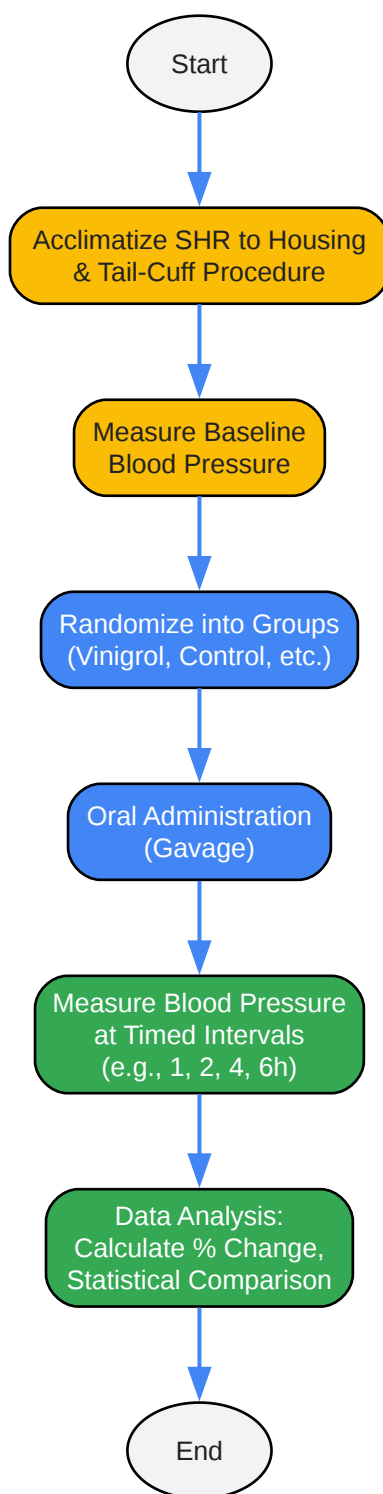 Start
Acclimatize SHR to Housing
& Tail-Cuff Procedure
Measure Baseline
Blood Pressure
Randomize into Groups
(Vinigrol, Control, etc.)
Oral Administration
(Gavage)
Measure Blood Pressure
at Timed Intervals
(e.g., 1, 2, 4, 6h)
Data Analysis:
Calculate % Change,
Statistical Comparison
End